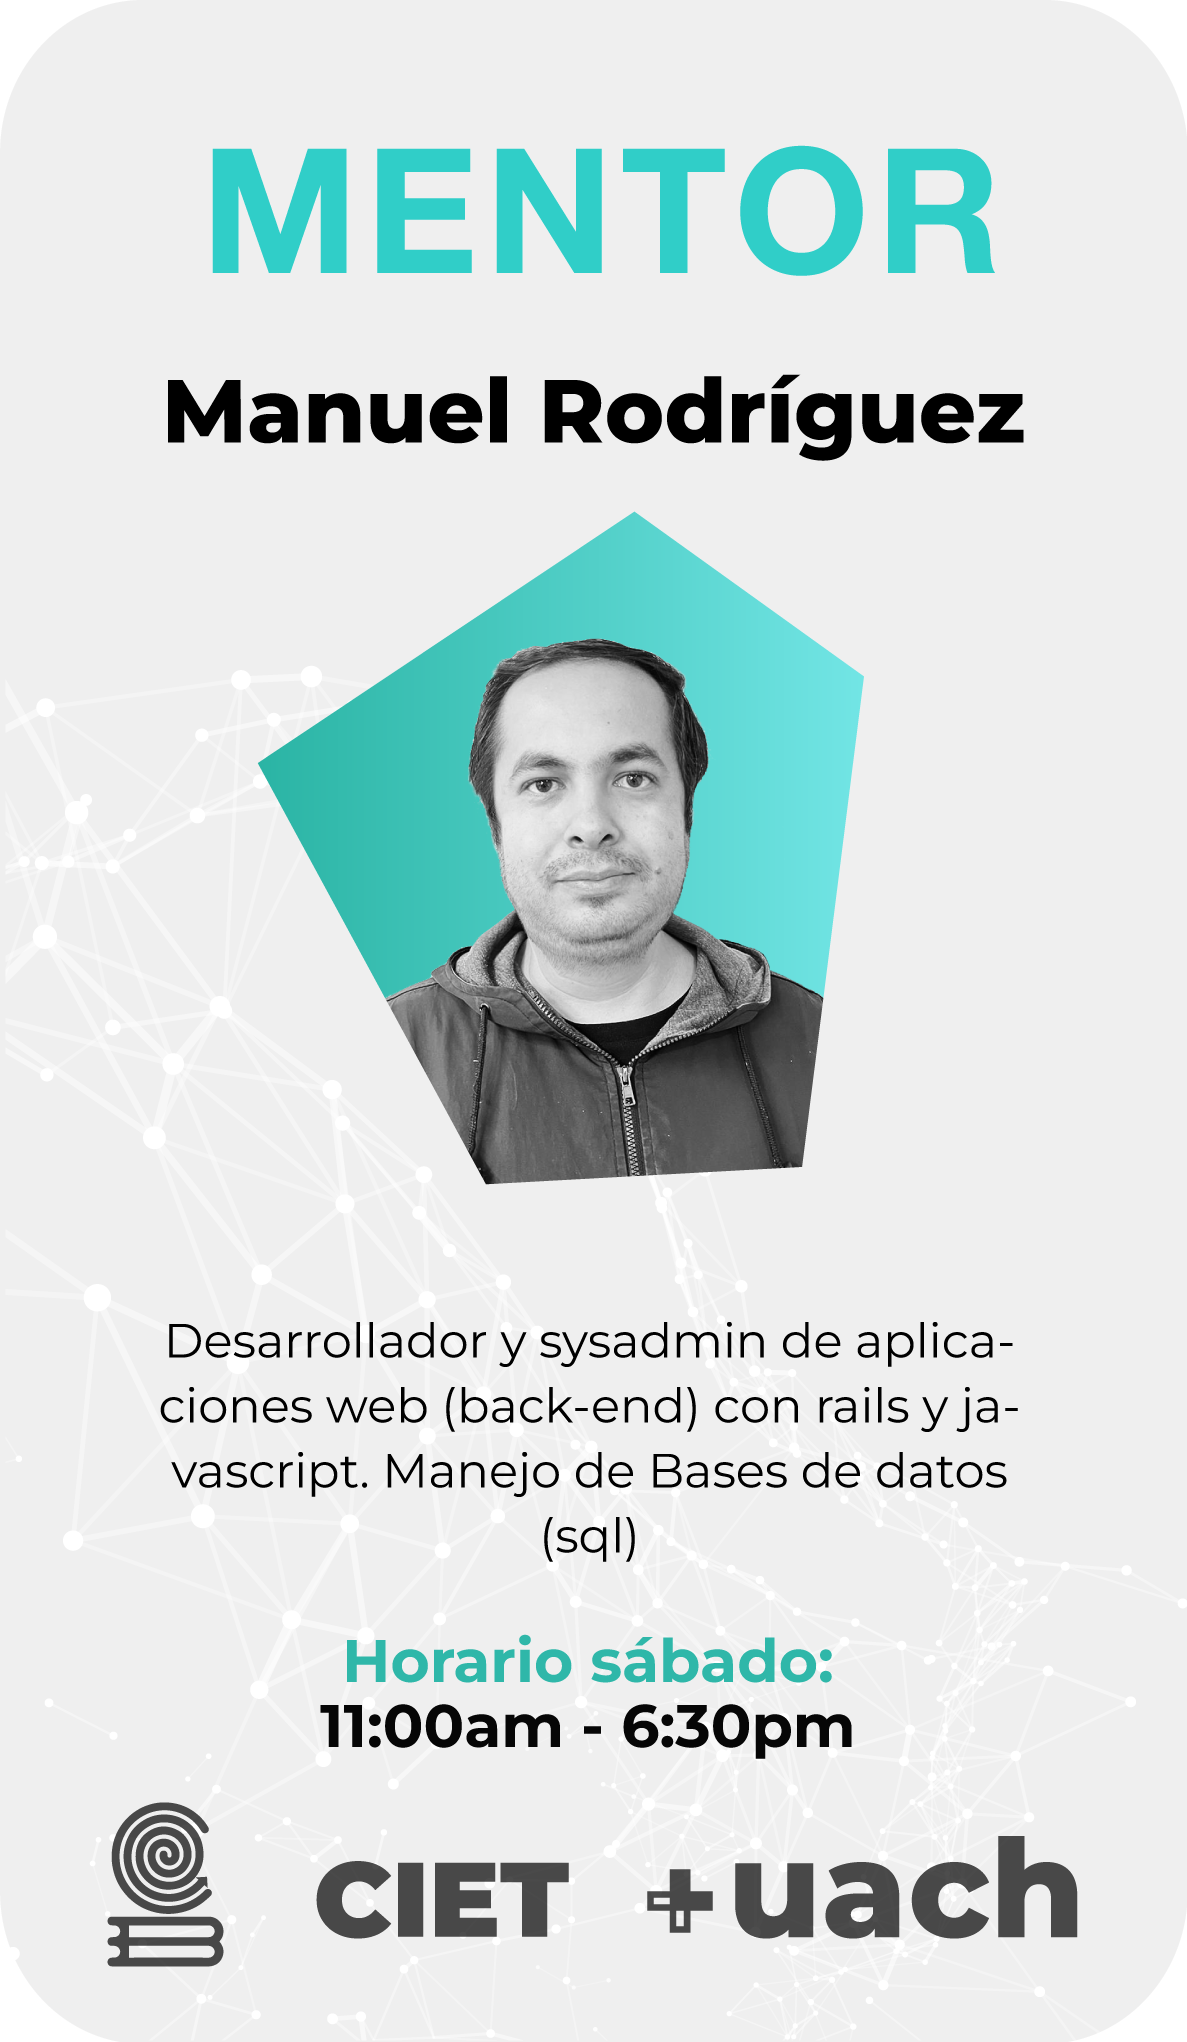 MENTOR
Manuel Rodríguez
Desarrollador y sysadmin de aplica-
ciones web (back-end) con rails y ja-
vascript. Manejo de Bases de datos
(sql)
Horario sábado:
11:00am - 6:30pm
CIET +uach